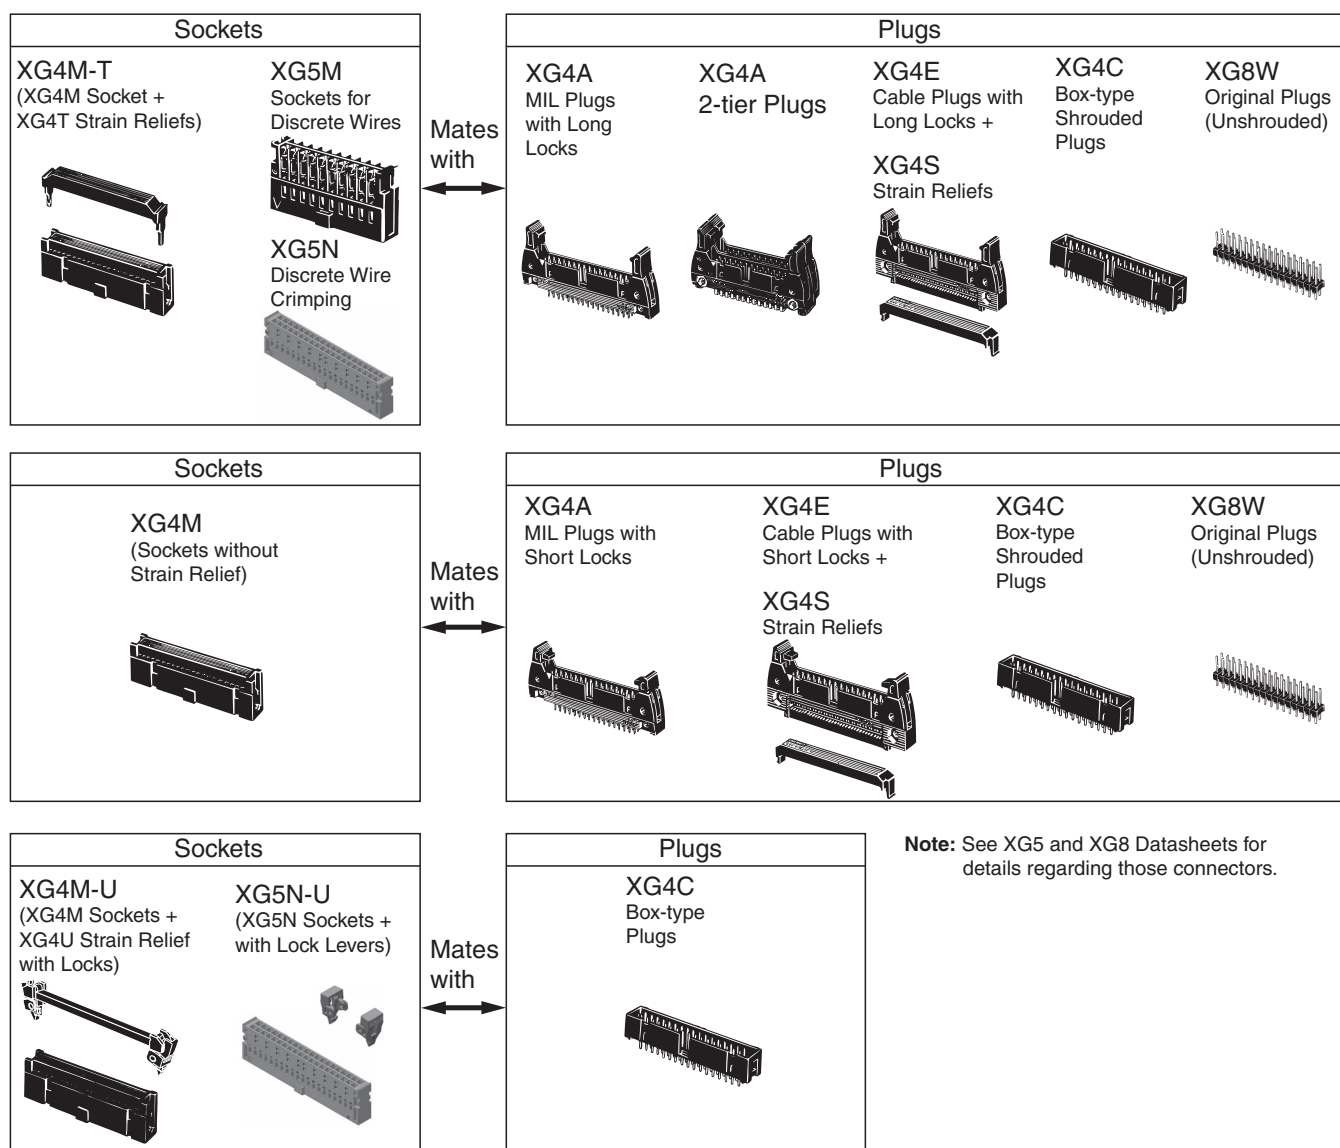 Sockets
XG4M-T
(XG4M Socket +
XG4T Strain Reliefs)
XG5M
Sockets for
Discrete Wires
XG5N
Discrete Wire
Crimping
Mates
with
Plugs
XG4A
MIL Plugs
with Long
Locks
XG4A
2-tier Plugs
XG4E
Cable Plugs with
Long Locks +
XG4S
Strain Reliefs
XG4C
Box-type
Shrouded
Plugs
XG8W
Original Plugs
(Unshrouded)
Sockets
XG4M
(Sockets without
Strain Relief)
Mates
with
Plugs
XG4A
MIL Plugs with
Short Locks
XG4E
Cable Plugs with
Short Locks +
XG4S
Strain Reliefs
XG4C
Box-type
Shrouded
Plugs
XG8W
Original Plugs
(Unshrouded)
Sockets
XG4M-U
(XG4M Sockets +
XG4U Strain Relief
with Locks)
XG5N-U
(XG5N Sockets +
with Lock Levers)
Mates
with
Plugs
XG4C
Box-type
Plugs
Note: See XG5 and XG8 Datasheets for
details regarding those connectors.